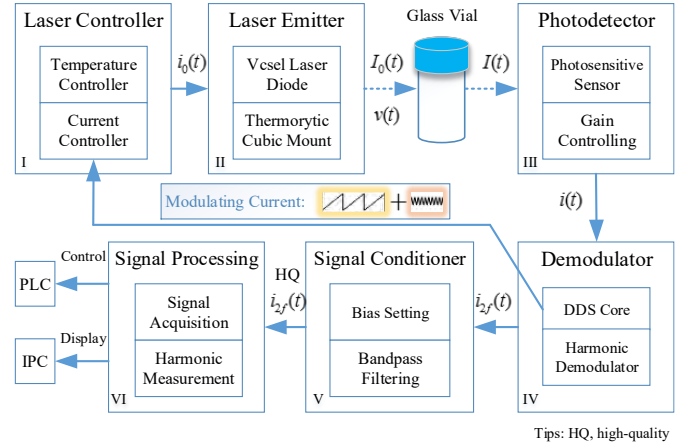 Laser Controller
Temperature
Controller
Current
Controller
I
i0(t)
Laser Emitter
Vcsel Laser
Diode
Thermorytic
Cubic Mount
II
I0(t)
v(t)
Glass Vial
I(t)
Photodetector
Photosensitive
Sensor
Gain
Controlling
III
i(t)
Modulating Current:
+
Demodulator
DDS Core
Harmonic
Demodulator
IV
i2f(t)
Signal Conditioner
Bias Setting
Bandpass
Filtering
V
HQ
i2f(t)
Signal Processing
Signal
Acquisition
Harmonic
Measurement
VI
Control
PLC
Display
IPC
Tips: HQ, high-quality